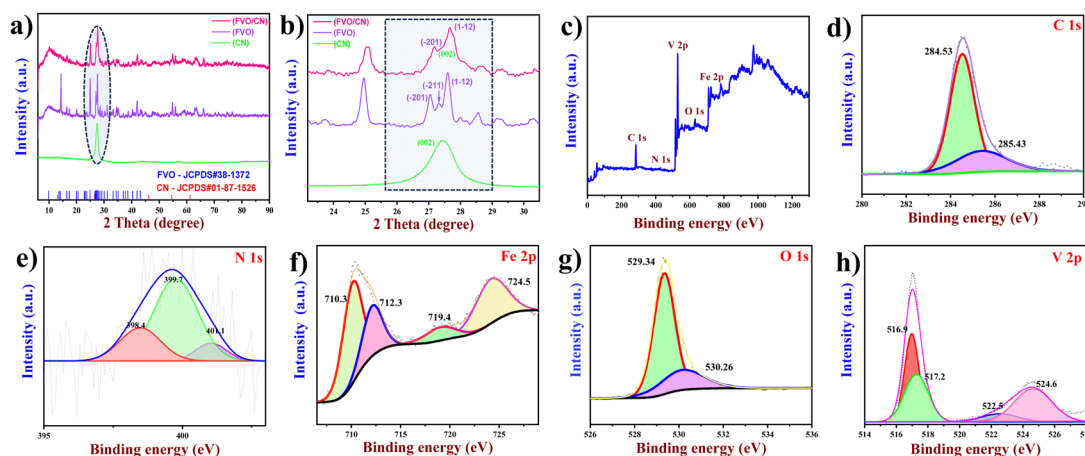 a)
(FVO/CN)
(FVO)
(CN)
Intensity (a.u.)
FVO - JCPDS#38-1372
CN - JCPDS#01-87-1526
10 20 30 40 50 60 70 80 90
2 Theta (degree)
b)
(FVO/CN)
(FVO)
(CN)
(1-12)
(-201)
(002)
(-211)
(1-12)
(-201)
(002)
Intensity (a.u.)
24 25 26 27 28 29 30
2 Theta (degree)
c)
V 2p
Fe 2p
O 1s
C 1s
N 1s
Intensity (a.u.)
0 200 400 600 800 1000 1200
Binding energy (eV)
d)
C 1s
284.53
285.43
Intensity (a.u.)
280 282 284 286 288 290
Binding energy (eV)
e)
N 1s
399.7
398.4
401.1
Intensity (a.u.)
395 400
Binding energy (eV)
f)
Fe 2p
710.3
712.3
719.4
724.5
Intensity (a.u.)
710 715 720 725
Binding energy (eV)
g)
O 1s
529.34
530.26
Intensity (a.u.)
526 528 530 532 534 536
Binding energy (eV)
h)
V 2p
516.9
517.2
522.5
524.6
Intensity (a.u.)
514 516 518 520 522 524 526
Binding energy (eV)